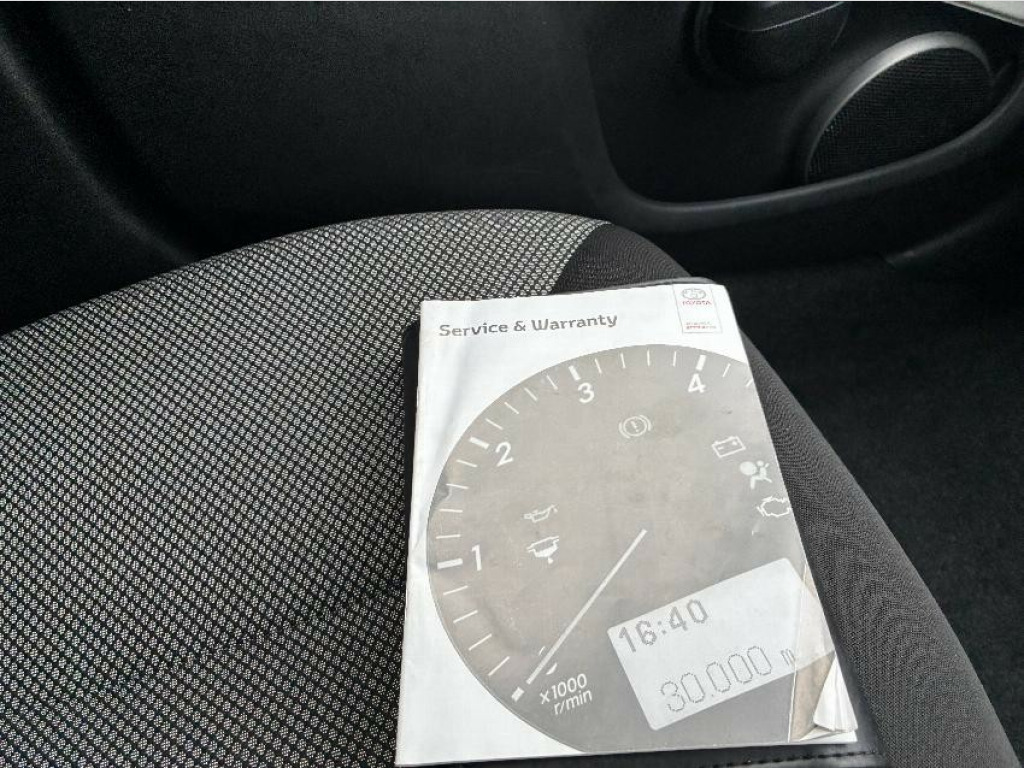 Service & Warranty
TOYOTA
4
3
2
1
x1000
r/min
16:40
30.000 m